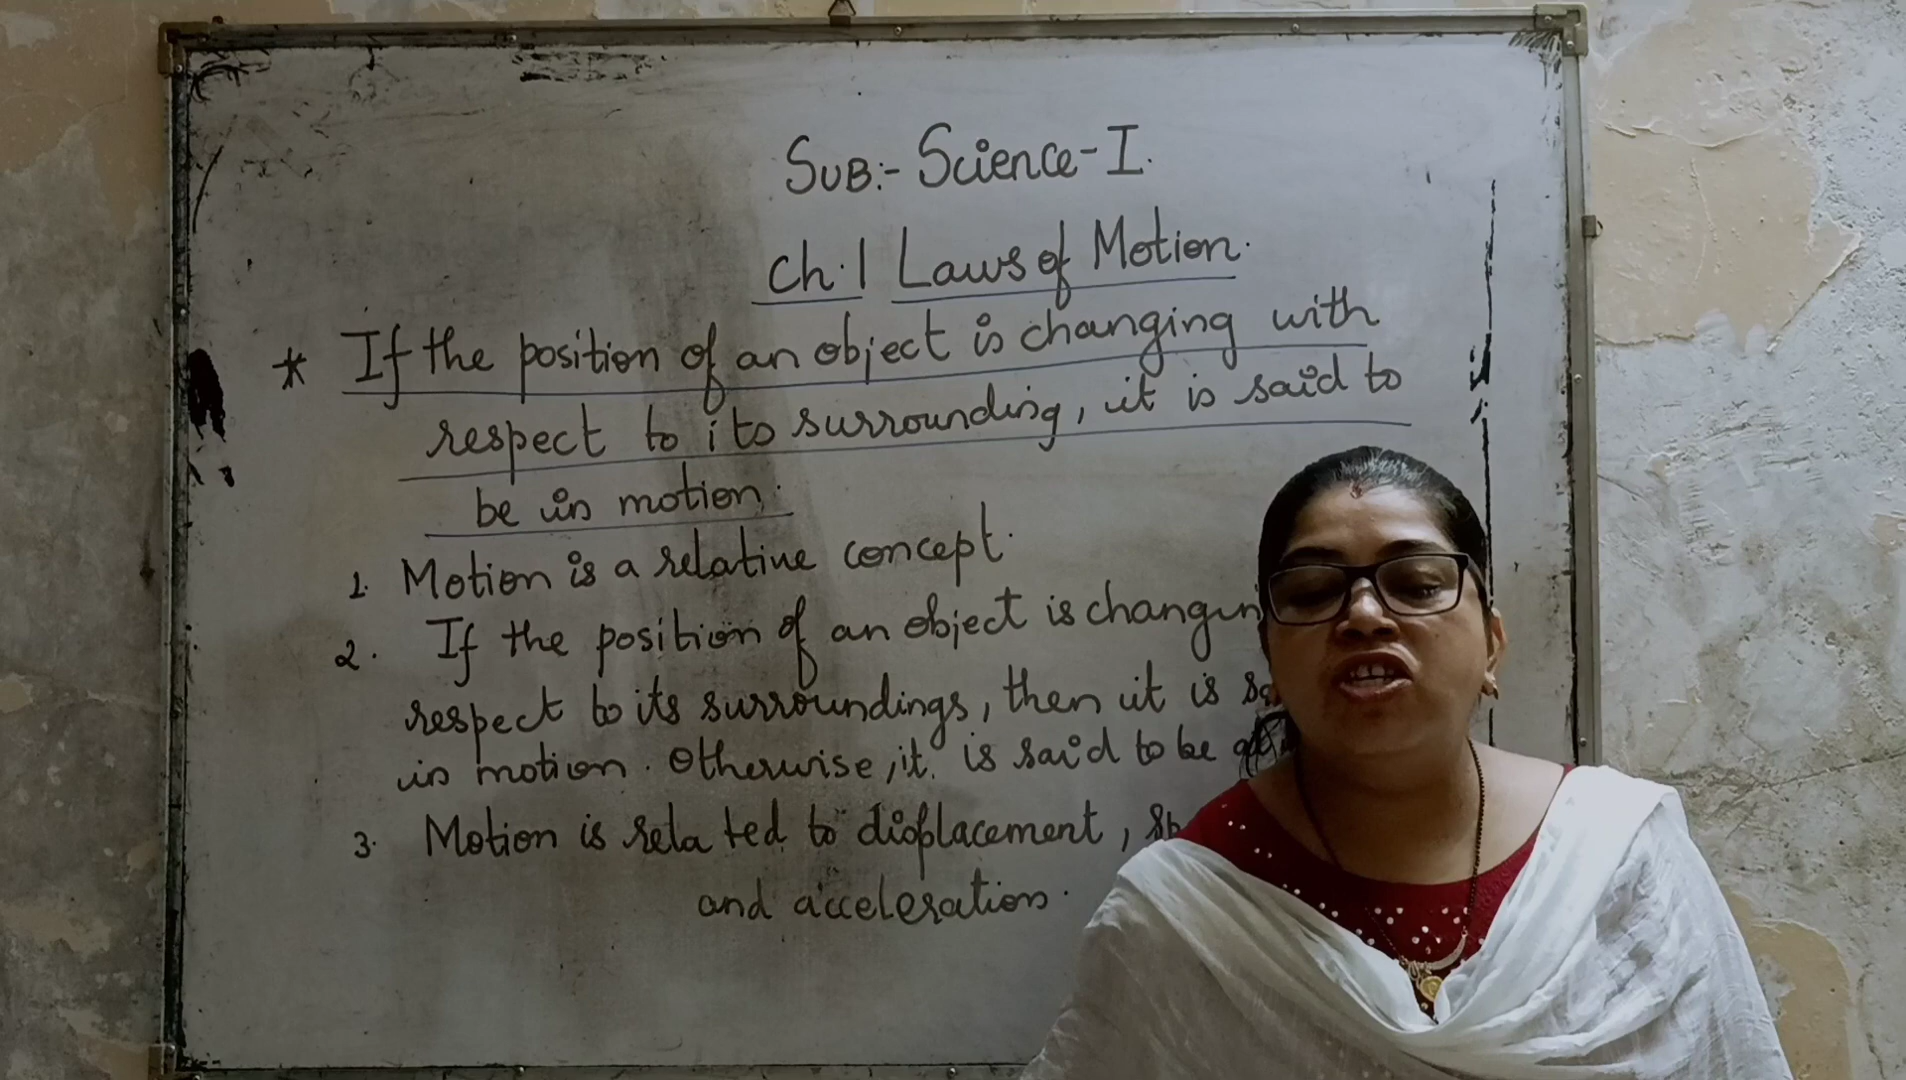 SUB:- Science-I.
Ch.1 Laws of Motion.
* If the position of an object is changing with
respect to its surrounding, it is said to
be in motion.
1. Motion is a relative concept.
2. If the position of an object is changin
respect to its surroundings, then it is
in motion. Otherwise, it is said to be
3. Motion is related to displacement,
and acceleration.